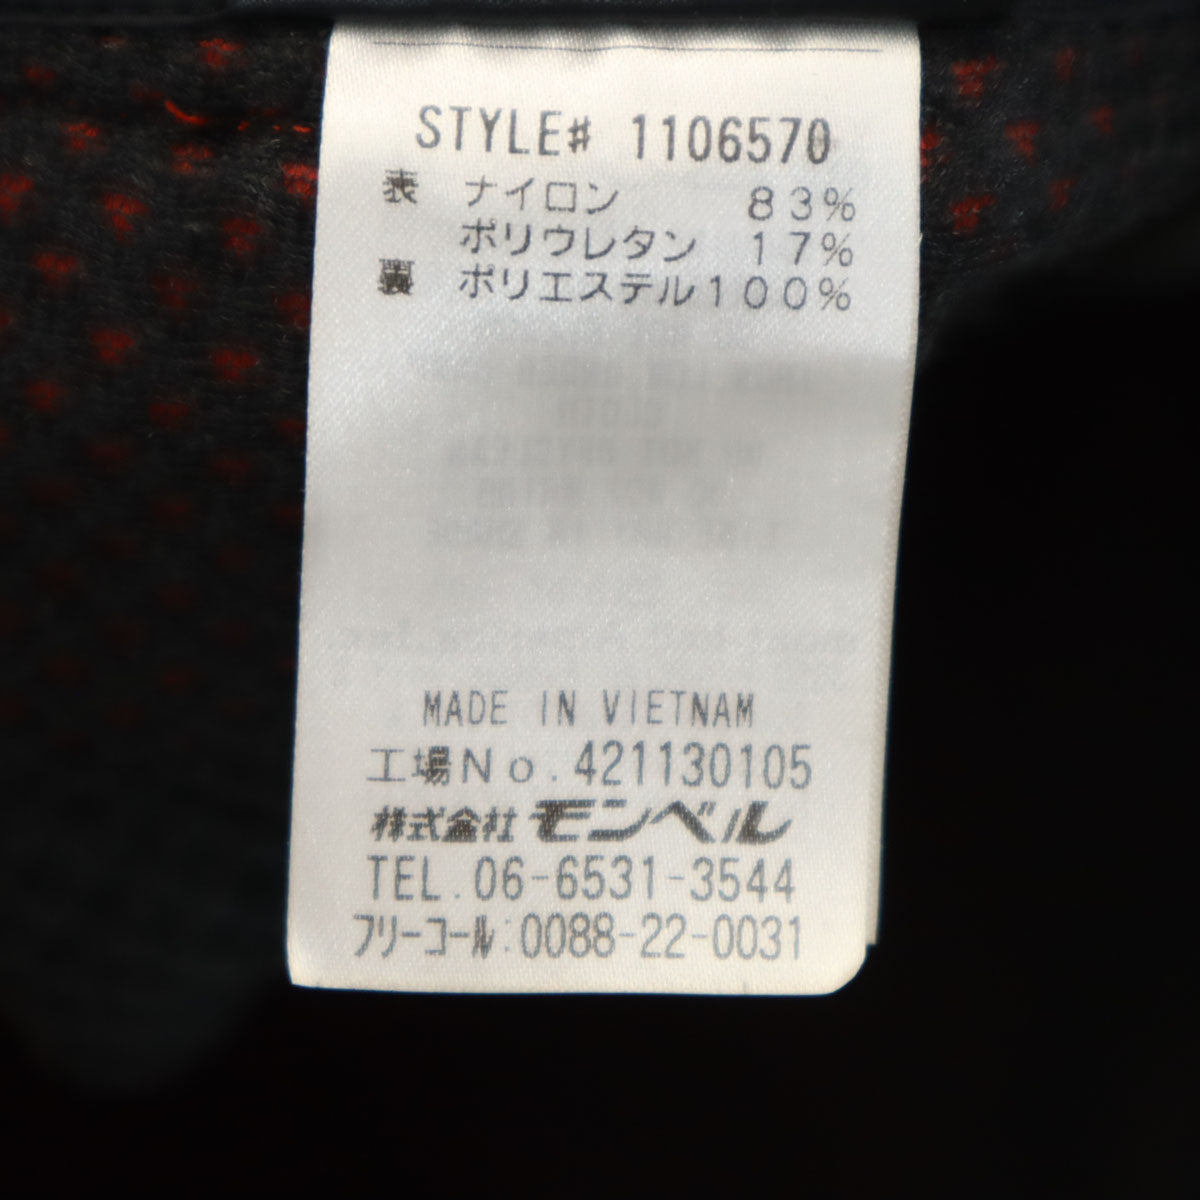 STYLE# 1106570
表 ナイロン 83%
ポリウレタン 17%
裏 ポリエステル100%
MADE IN VIETNAM
工場No.421130105
株式会社 モンベル
TEL.06-6531-3544
フリーコール:0088-22-0031